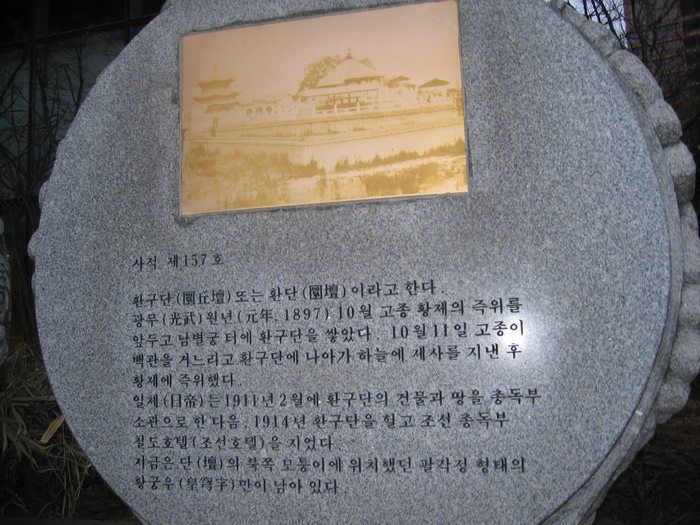 사적 제157호
환구단(圜丘壇) 또는 환단(圜壇)이라고 한다.
광무(光武) 원년(元年, 1897) 10월 고종 황제의 즉위를
앞두고 남별궁 터에 환구단을 쌓았다. 10월 11일 고종이
백관을 거느리고 환구단에 나아가 하늘에 제사를 지낸 후
황제에 즉위했다.
일제(日帝)는 1911년 2월에 환구단의 건물과 땅을 총독부
소관으로 한 다음, 1914년 환구단을 헐고 조선 총독부
철도호텔(조선호텔)을 지었다.
지금은 단(壇)의 북쪽 모퉁이에 위치했던 팔각정 형태의
황궁우(皇穹宇)만이 남아 있다.